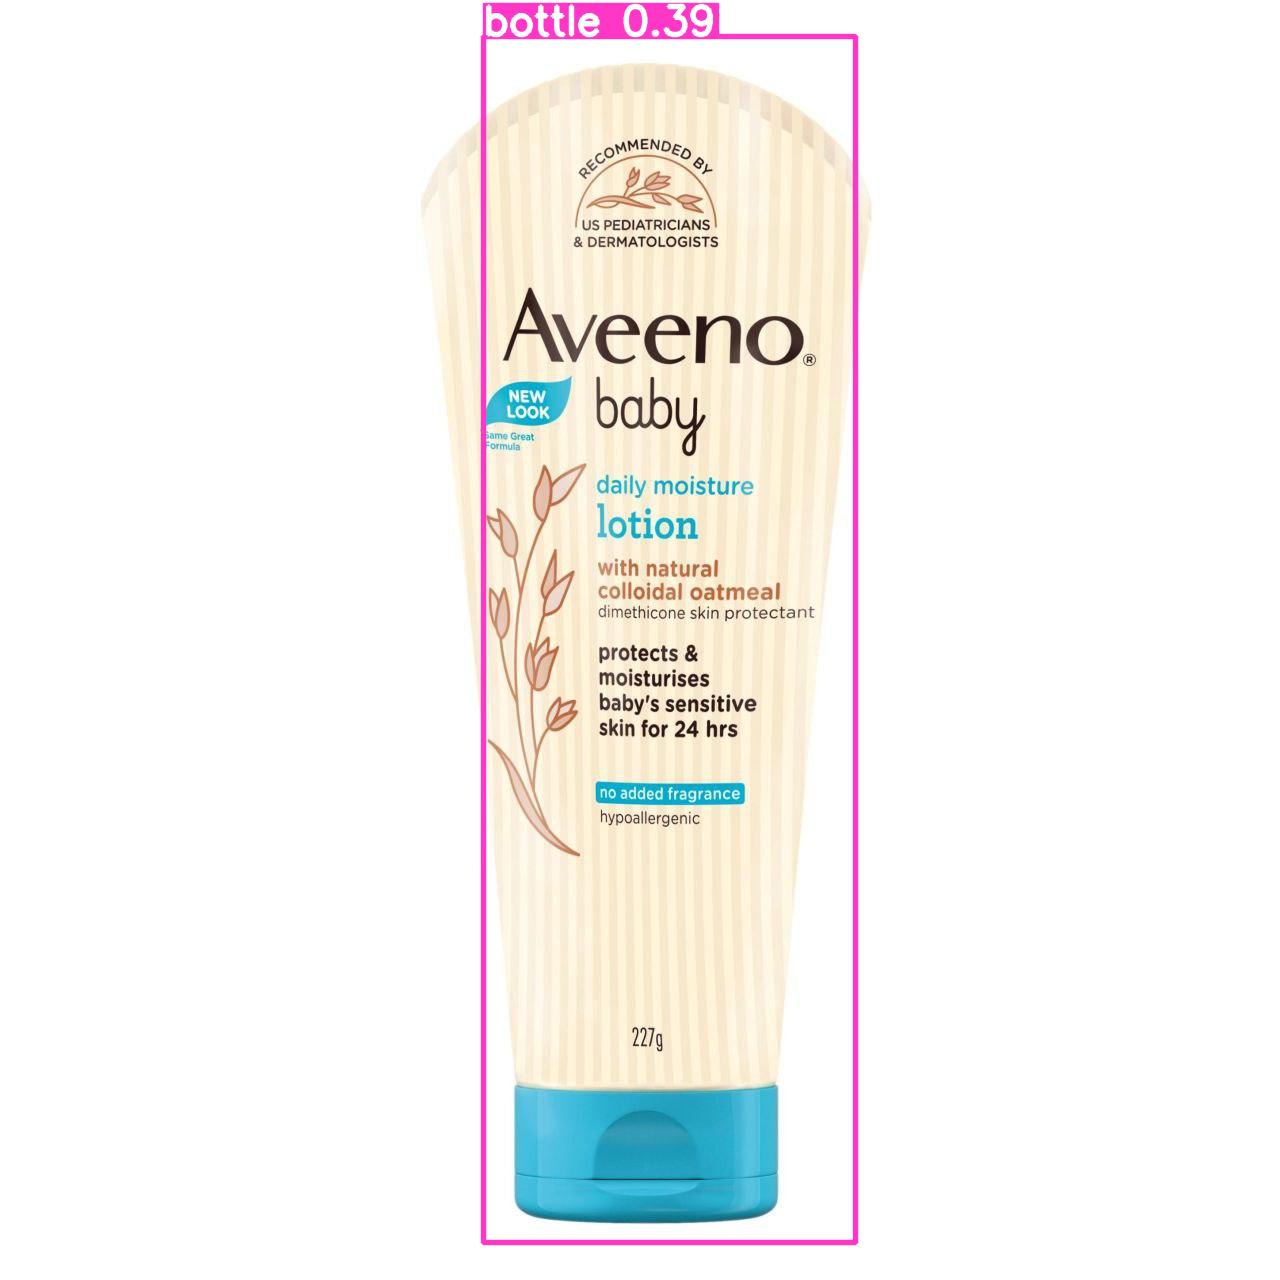 bottle 0.39
RECOMMENDED BY
US PEDIATRICIANS
& DERMATOLOGISTS
Aveeno®
baby
NEW
LOOK
Same Great
Formula
daily moisture
lotion
with natural
colloidal oatmeal
dimethicone skin protectant
protects &
moisturises
baby's sensitive
skin for 24 hrs
no added fragrance
hypoallergenic
227g